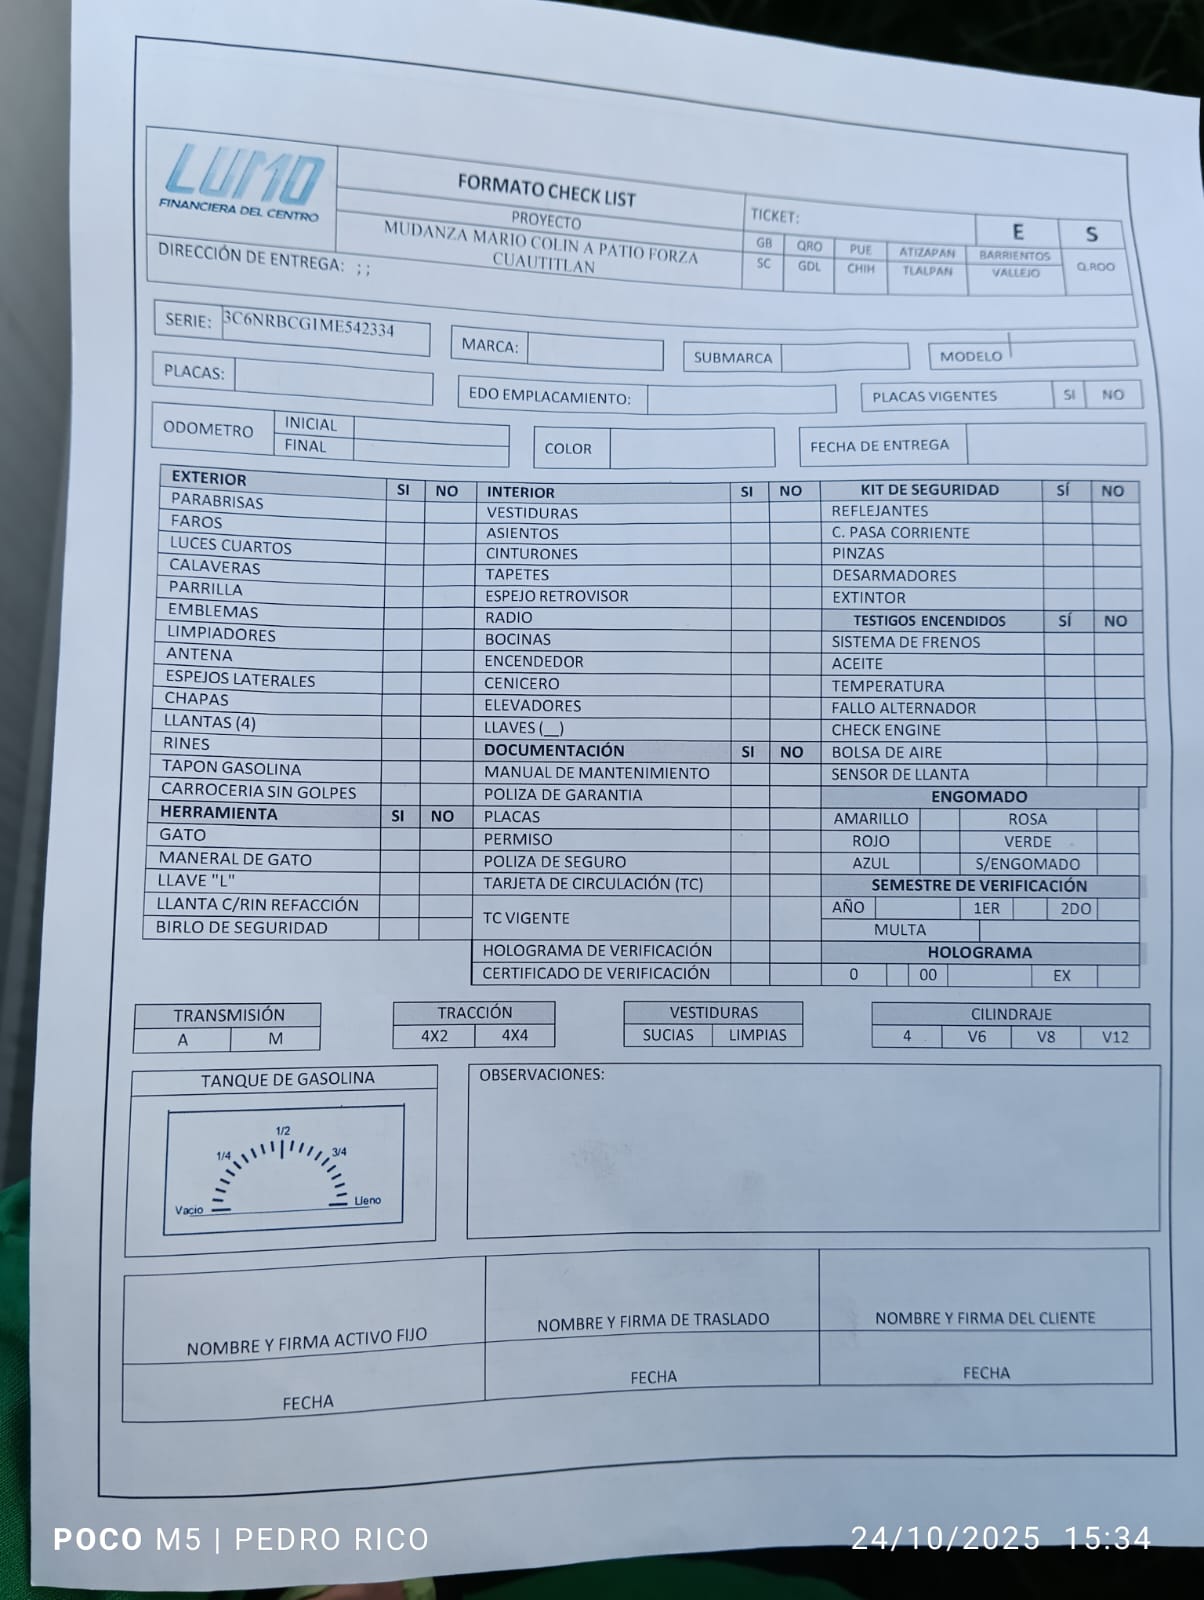 LUMO
FINANCIERA DEL CENTRO
FORMATO CHECK LIST
PROYECTO
MUDANZA MARIO COLIN A PATIO FORZA
CUAUTITLAN
TICKET:
E S
GB QRO PUE ATIZAPAN BARRIENTOS Q.ROO
SC GDL CHIH TLALPAN VALLEJO
DIRECCIÓN DE ENTREGA: ; ;
SERIE: 3C6NRBCG1ME542334
MARCA:
SUBMARCA
MODELO
PLACAS:
EDO EMPLACAMIENTO:
PLACAS VIGENTES SI NO
ODOMETRO INICIAL
FINAL
COLOR
FECHA DE ENTREGA
EXTERIOR SI NO
PARABRISAS
FAROS
LUCES CUARTOS
CALAVERAS
PARRILLA
EMBLEMAS
LIMPIADORES
ANTENA
ESPEJOS LATERALES
CHAPAS
LLANTAS (4)
RINES
TAPON GASOLINA
CARROCERIA SIN GOLPES
HERRAMIENTA SI NO
GATO
MANERAL DE GATO
LLAVE "L"
LLANTA C/RIN REFACCIÓN
BIRLO DE SEGURIDAD
INTERIOR SI NO
VESTIDURAS
ASIENTOS
CINTURONES
TAPETES
ESPEJO RETROVISOR
RADIO
BOCINAS
ENCENDEDOR
CENICERO
ELEVADORES
LLAVES (__)
DOCUMENTACIÓN SI NO
MANUAL DE MANTENIMIENTO
POLIZA DE GARANTIA
PLACAS
PERMISO
POLIZA DE SEGURO
TARJETA DE CIRCULACIÓN (TC)
TC VIGENTE
HOLOGRAMA DE VERIFICACIÓN
CERTIFICADO DE VERIFICACIÓN
KIT DE SEGURIDAD SÍ NO
REFLEJANTES
C. PASA CORRIENTE
PINZAS
DESARMADORES
EXTINTOR
TESTIGOS ENCENDIDOS SÍ NO
SISTEMA DE FRENOS
ACEITE
TEMPERATURA
FALLO ALTERNADOR
CHECK ENGINE
BOLSA DE AIRE
SENSOR DE LLANTA
ENGOMADO
AMARILLO ROSA
ROJO VERDE
AZUL S/ENGOMADO
SEMESTRE DE VERIFICACIÓN
AÑO 1ER 2DO
MULTA
HOLOGRAMA
0 00 EX
TRANSMISIÓN
A M
TRACCIÓN
4X2 4X4
VESTIDURAS
SUCIAS LIMPIAS
CILINDRAJE
4 V6 V8 V12
TANQUE DE GASOLINA
1/2
1/4 3/4
Vacio Lleno
OBSERVACIONES:
NOMBRE Y FIRMA ACTIVO FIJO
FECHA
NOMBRE Y FIRMA DE TRASLADO
FECHA
NOMBRE Y FIRMA DEL CLIENTE
FECHA
POCO M5 | PEDRO RICO
24/10/2025 15:34